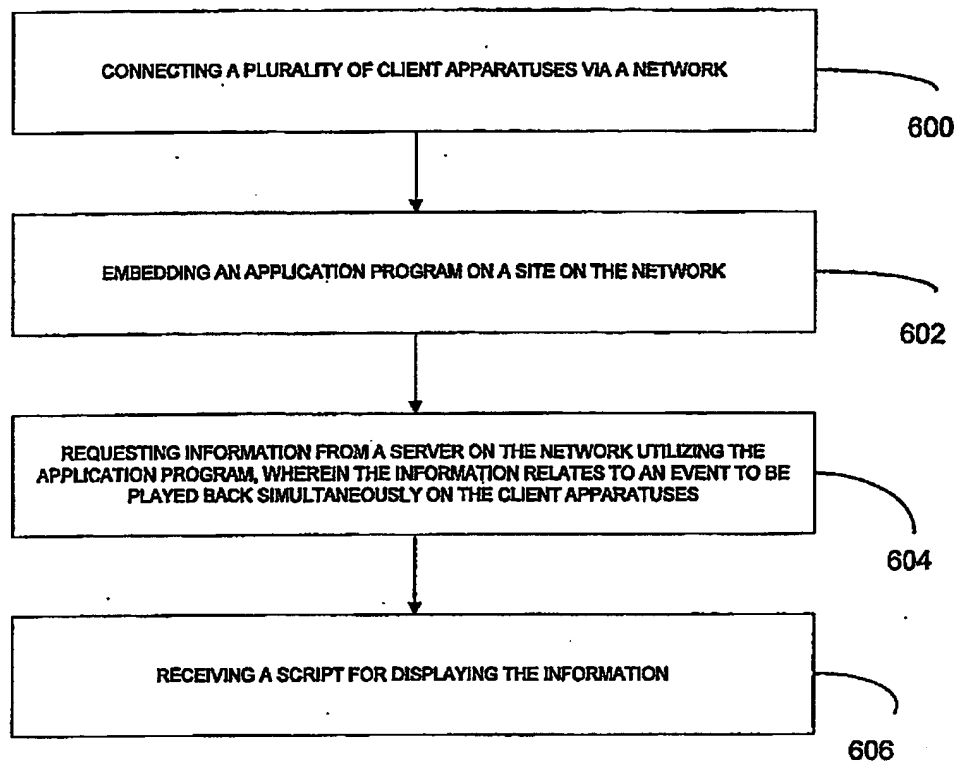 CONNECTING A PLURALITY OF CLIENT APPARATUSES VIA A NETWORK
600
EMBEDDING AN APPLICATION PROGRAM ON A SITE ON THE NETWORK
602
REQUESTING INFORMATION FROM A SERVER ON THE NETWORK UTILIZING THE
APPLICATION PROGRAM, WHEREIN THE INFORMATION RELATES TO AN EVENT TO BE
PLAYED BACK SIMULTANEOUSLY ON THE CLIENT APPARATUSES
604
RECEIVING A SCRIPT FOR DISPLAYING THE INFORMATION
606